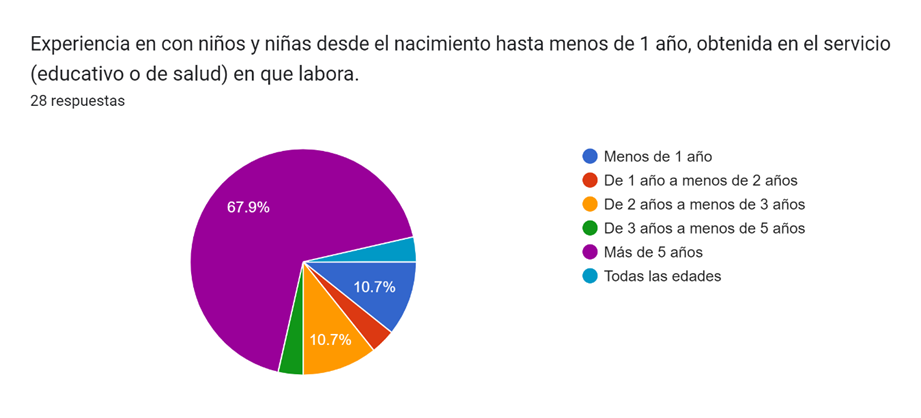 Experiencia en con niños y niñas desde el nacimiento hasta menos de 1 año, obtenida en el servicio
(educativo o de salud) en que labora.
28 respuestas
67.9%
10.7%
10.7%
Menos de 1 año
De 1 año a menos de 2 años
De 2 años a menos de 3 años
De 3 años a menos de 5 años
Más de 5 años
Todas las edades